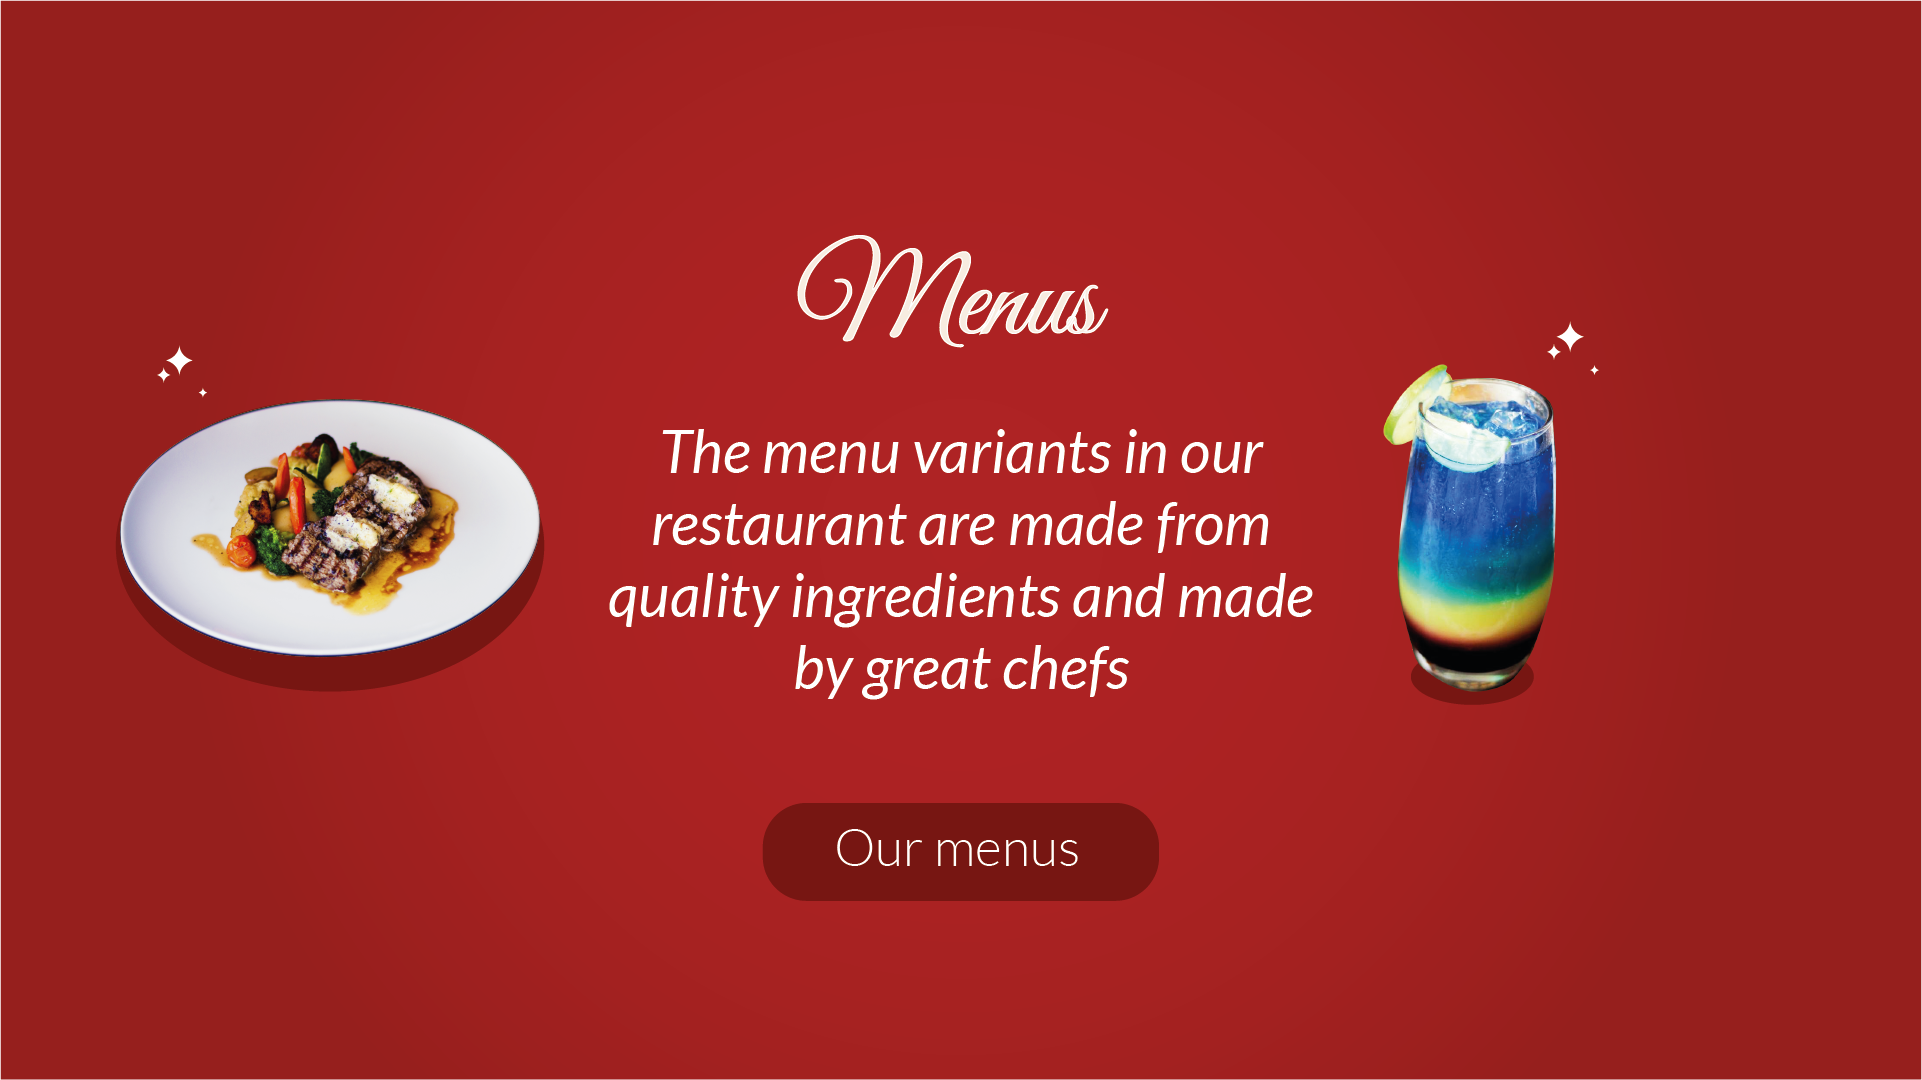 Menus
The menu variants in our
restaurant are made from
quality ingredients and made
by great chefs
Our menus